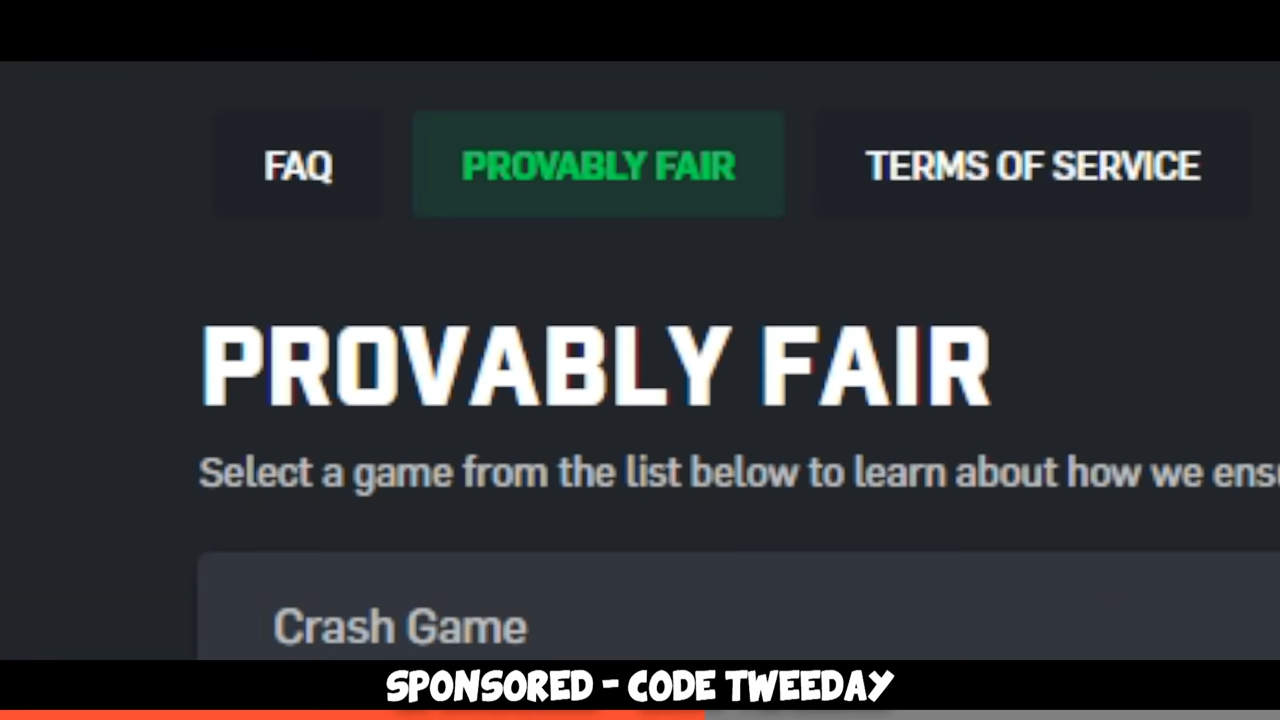 FAQ PROVABLY FAIR TERMS OF SERVICE
PROVABLY FAIR
Select a game from the list below to learn about how we
Crash Game
SPONSORED - CODE TWEEDAY